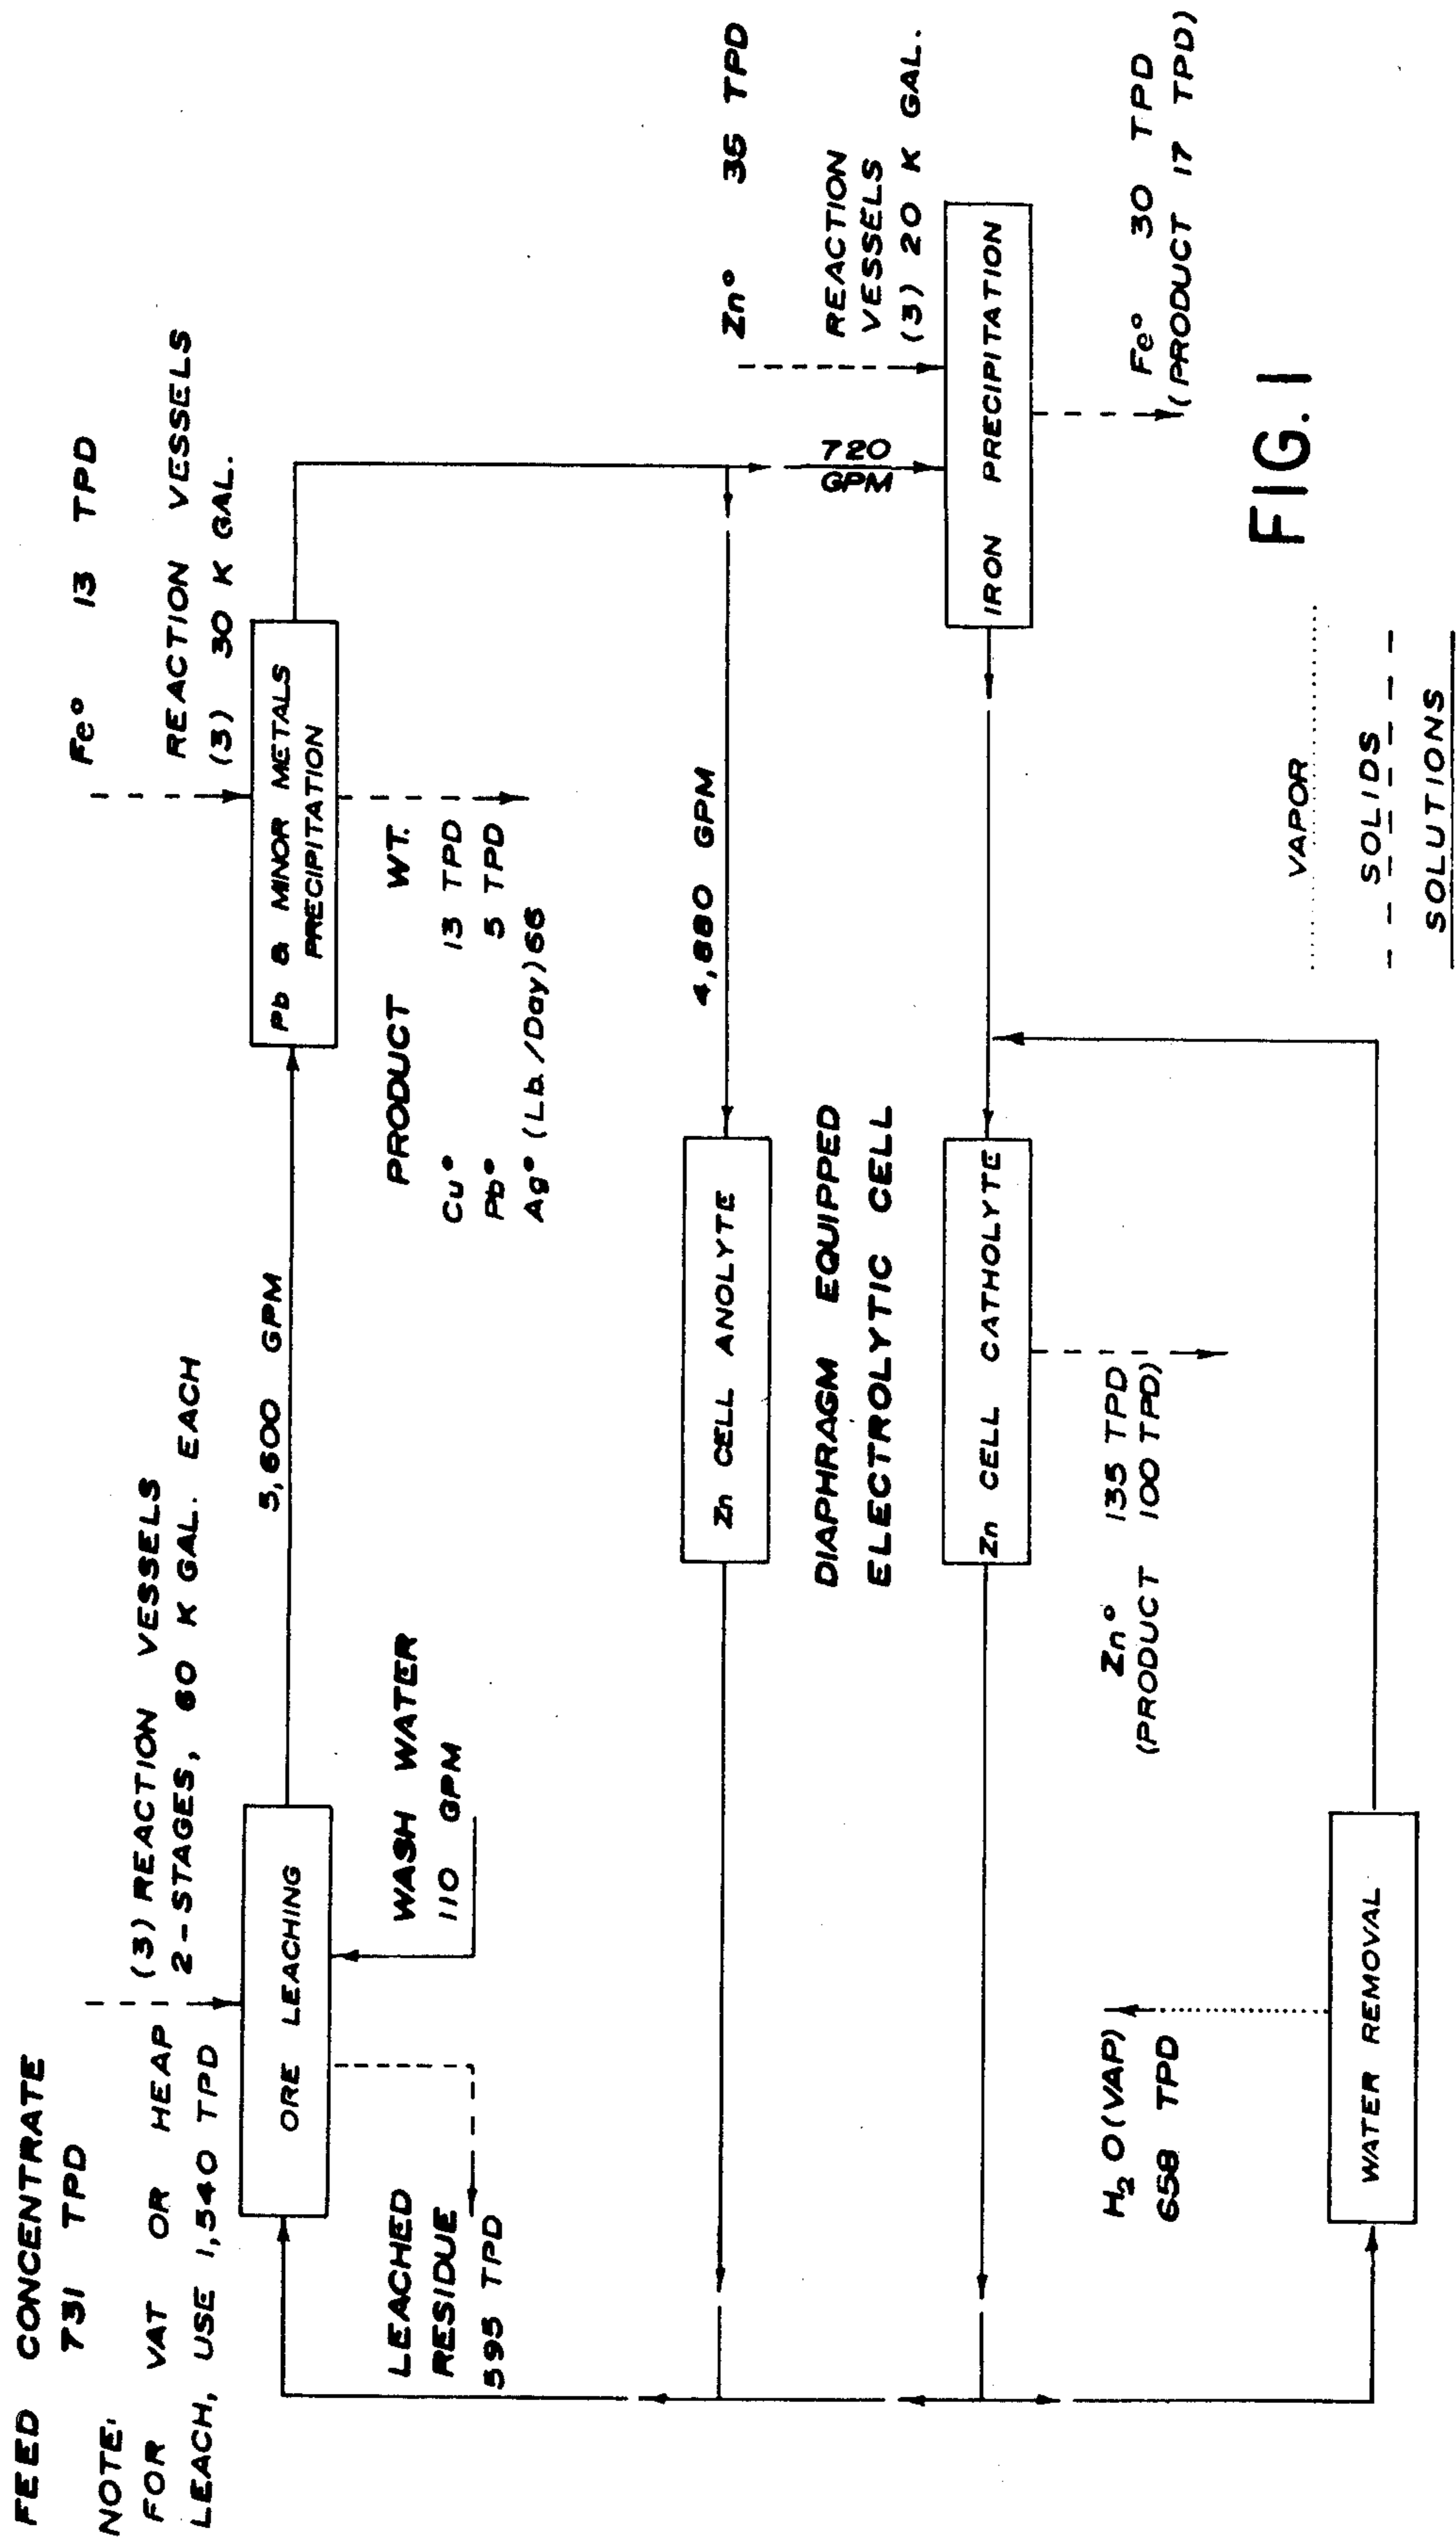 FEED CONCENTRATE
731 TPD
NOTE:
FOR VAT OR HEAP
LEACH, USE 1,540 TPD
(3) REACTION VESSELS
2-STAGES, 60 K GAL. EACH
ORE LEACHING
LEACHED
RESIDUE
595 TPD
WASH WATER
110 GPM
5,600 GPM
Fe° 13 TPD
REACTION VESSELS
(3) 30 K GAL.
Pb & MINOR METALS
PRECIPITATION
PRODUCT WT.
Cu° 13 TPD
Pb° 5 TPD
Ag° (Lb./Day) 66
4,880 GPM
Zn CELL ANOLYTE
DIAPHRAGM EQUIPPED
ELECTROLYTIC CELL
Zn CELL CATHOLYTE
Zn° 135 TPD
(PRODUCT 100 TPD)
720
GPM
Zn° 35 TPD
REACTION
VESSELS
(3) 20 K GAL.
IRON PRECIPITATION
Fe° 30 TPD
(PRODUCT 17 TPD)
H₂O(VAP)
658 TPD
WATER REMOVAL
VAPOR
SOLIDS
SOLUTIONS
FIG. 1